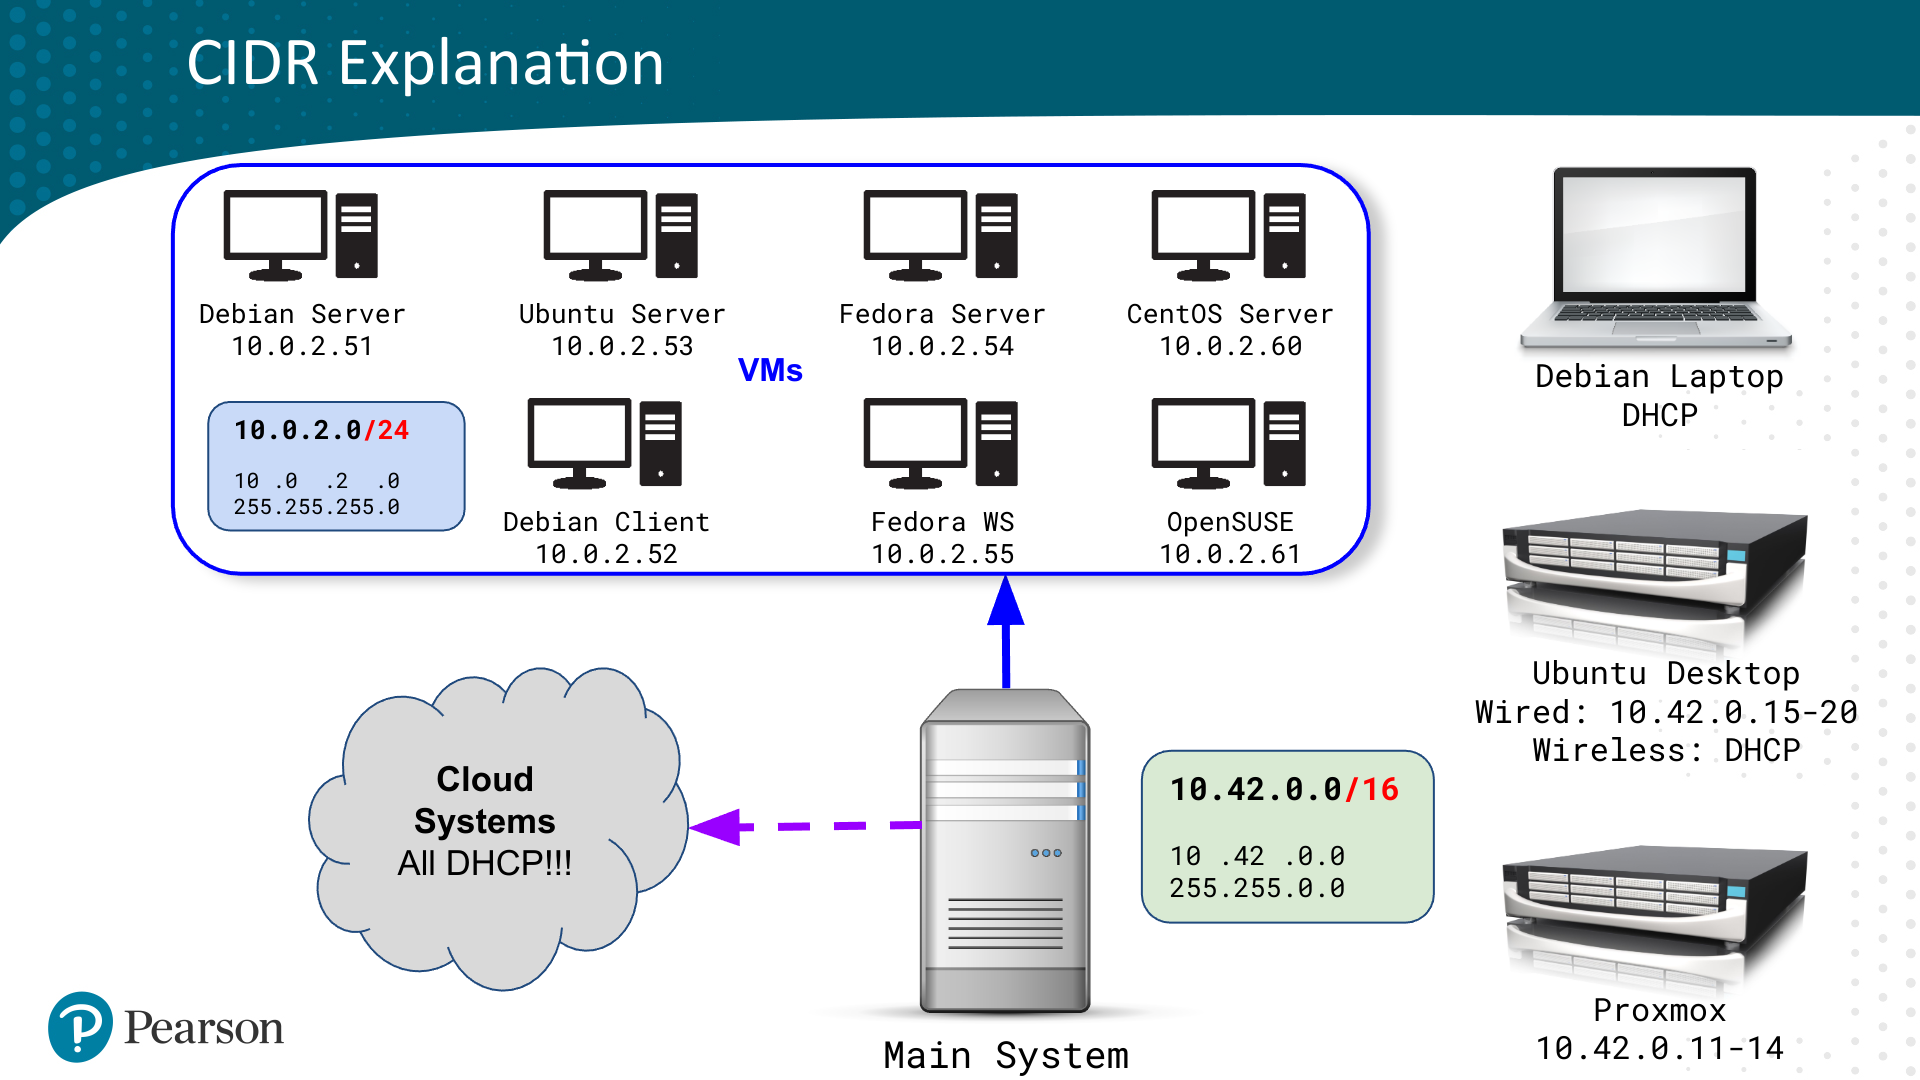 CIDR Explanation
Debian Server
10.0.2.51
Ubuntu Server
10.0.2.53
Fedora Server
10.0.2.54
CentOS Server
10.0.2.60
VMs
10.0.2.0/24
10 .0  .2  .0
255.255.255.0
Debian Client
10.0.2.52
Fedora WS
10.0.2.55
OpenSUSE
10.0.2.61
Debian Laptop
DHCP
Ubuntu Desktop
Wired: 10.42.0.15-20
Wireless: DHCP
Cloud
Systems
All DHCP!!!
10.42.0.0/16
10 .42 .0.0
255.255.0.0
Main System
Proxmox
10.42.0.11-14
Pearson